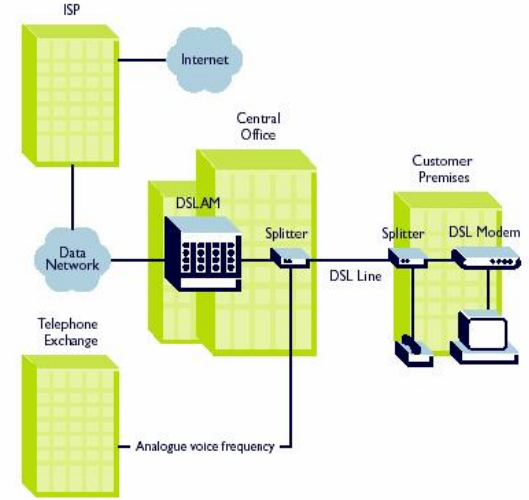 ISP
Internet
Central
Office
Customer
Premises
DSLAM
Splitter
Splitter
DSL Modem
Data
Network
DSL Line
Telephone
Exchange
Analogue voice frequency